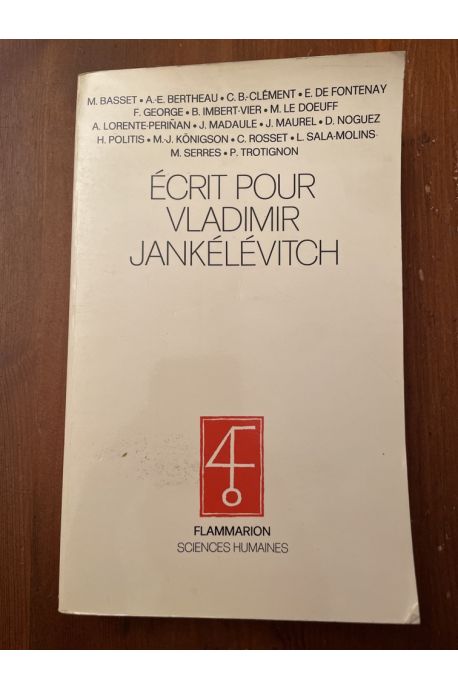 M. BASSET • A.-E. BERTHEAU • C. B.-CLÉMENT • E. DE FONTENAY
F. GEORGE • B. IMBERT-VIER • M. LE DOEUFF
A. LORENTE-PERIÑAN • J. MADAULE • J. MAUREL • D. NOGUEZ
H. POLITIS • M.-J. KÖNIGSON • C. ROSSET • L. SALA-MOLINS
M. SERRES • P. TROTIGNON
ÉCRIT POUR
VLADIMIR
JANKÉLÉVITCH
FLAMMARION
SCIENCES HUMAINES